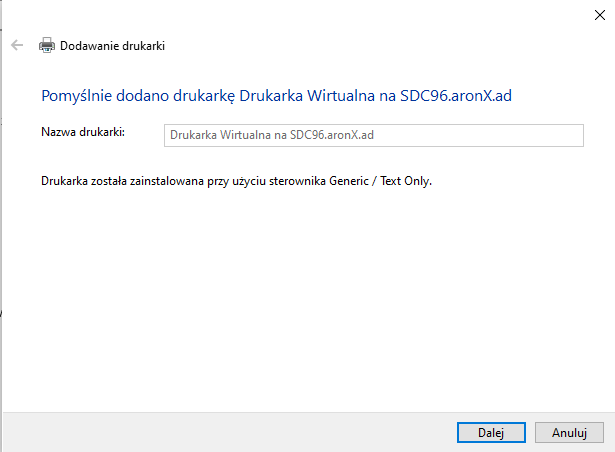 Dodawanie drukarki
Pomyślnie dodano drukarkę Drukarka Wirtualna na SDC96.aronX.ad
Nazwa drukarki: Drukarka Wirtualna na SDC96.aronX.ad
Drukarka została zainstalowana przy użyciu sterownika Generic / Text Only.
Dalej Anuluj